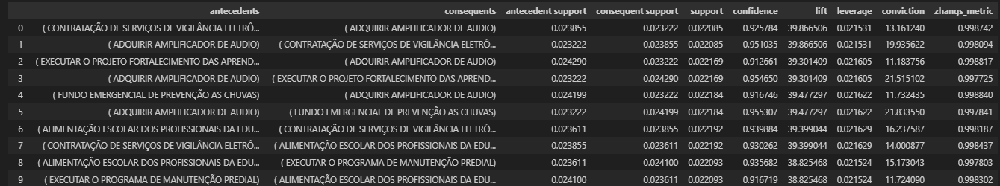 antecedents consequents antecedent support consequent support support confidence lift leverage conviction zhangs_metric
0 ( CONTRATAÇÃO DE SERVIÇOS DE VIGILÂNCIA ELETRÔ... ( ADQUIRIR AMPLIFICADOR DE AUDIO) 0.023855 0.023222 0.022085 0.925784 39.866506 0.021531 13.161240 0.998742
1 ( ADQUIRIR AMPLIFICADOR DE AUDIO) ( CONTRATAÇÃO DE SERVIÇOS DE VIGILÂNCIA ELETRÔ... 0.023222 0.023855 0.022085 0.951035 39.866506 0.021531 19.935622 0.998094
2 ( EXECUTAR O PROJETO FORTALECIMENTO DAS APREND... ( ADQUIRIR AMPLIFICADOR DE AUDIO) 0.024290 0.023222 0.022169 0.912661 39.301409 0.021605 11.183756 0.998817
3 ( ADQUIRIR AMPLIFICADOR DE AUDIO) ( EXECUTAR O PROJETO FORTALECIMENTO DAS APREND... 0.023222 0.024290 0.022169 0.954650 39.301409 0.021605 21.515102 0.997725
4 ( FUNDO EMERGENCIAL DE PREVENÇÃO AS CHUVAS) ( ADQUIRIR AMPLIFICADOR DE AUDIO) 0.024199 0.023222 0.022184 0.916746 39.477297 0.021622 11.732435 0.998840
5 ( ADQUIRIR AMPLIFICADOR DE AUDIO) ( FUNDO EMERGENCIAL DE PREVENÇÃO AS CHUVAS) 0.023222 0.024199 0.022184 0.955307 39.477297 0.021622 21.833550 0.997841
6 ( ALIMENTAÇÃO ESCOLAR DOS PROFISSIONAIS DA EDU... ( CONTRATAÇÃO DE SERVIÇOS DE VIGILÂNCIA ELETRÔ... 0.023611 0.023855 0.022192 0.939884 39.399044 0.021629 16.237587 0.998187
7 ( CONTRATAÇÃO DE SERVIÇOS DE VIGILÂNCIA ELETRÔ... ( ALIMENTAÇÃO ESCOLAR DOS PROFISSIONAIS DA EDU... 0.023855 0.023611 0.022192 0.930262 39.399044 0.021629 14.000877 0.998437
8 ( ALIMENTAÇÃO ESCOLAR DOS PROFISSIONAIS DA EDU... ( EXECUTAR O PROGRAMA DE MANUTENÇÃO PREDIAL) 0.023611 0.024100 0.022093 0.935682 38.825468 0.021524 15.173043 0.997803
9 ( EXECUTAR O PROGRAMA DE MANUTENÇÃO PREDIAL) ( ALIMENTAÇÃO ESCOLAR DOS PROFISSIONAIS DA EDU... 0.024100 0.023611 0.022093 0.916719 38.825468 0.021524 11.724090 0.998302